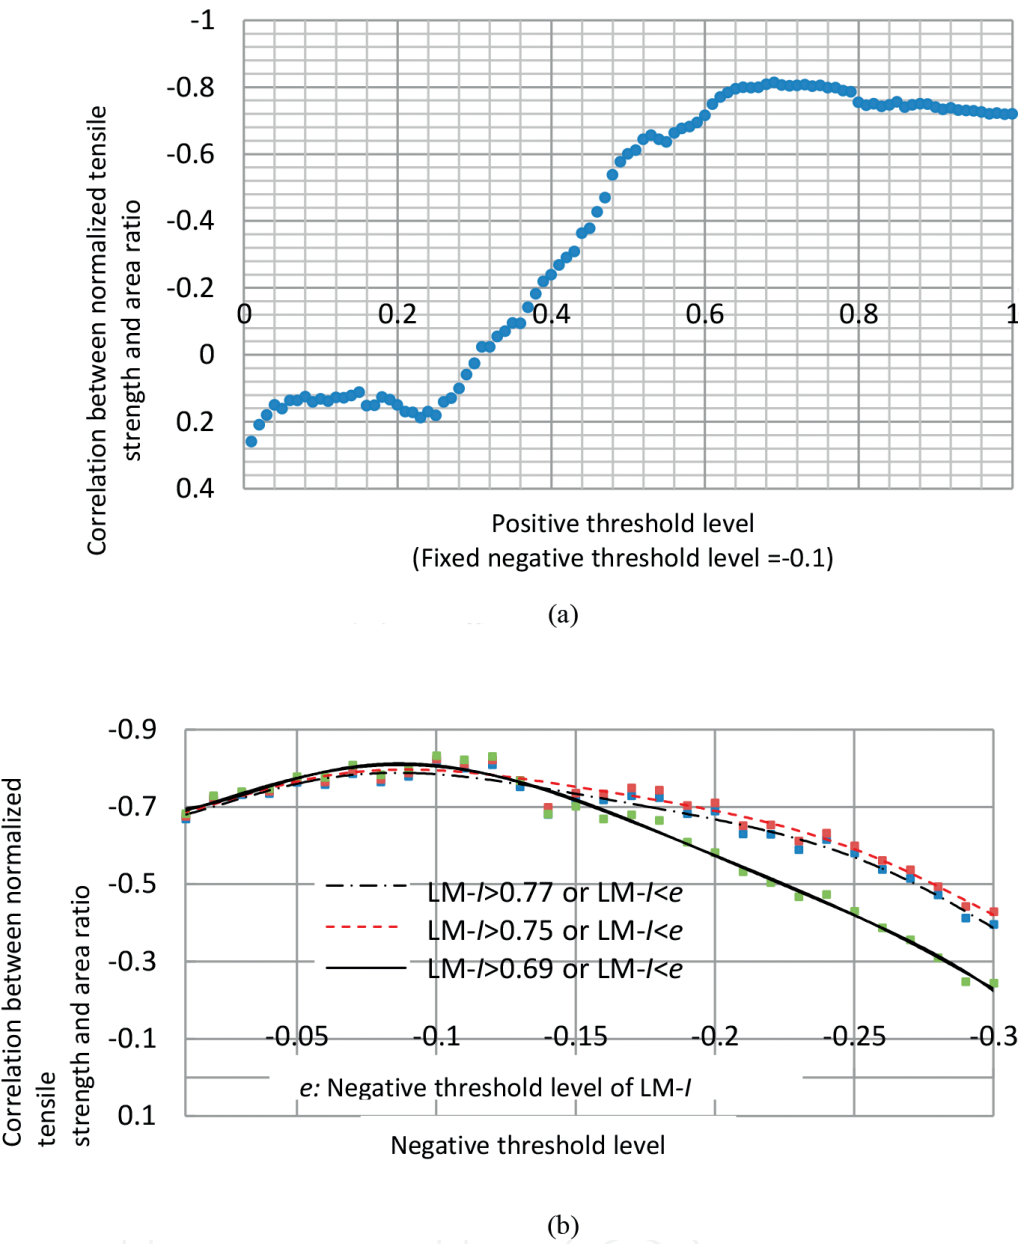 -1
-0.8
-0.6
-0.4
-0.2
0
0.2
0.4
0 0.2 0.4 0.6 0.8 1
Correlation between normalized tensile
strength and area ratio
Positive threshold level
(Fixed negative threshold level =-0.1)
(a)
-0.9
-0.7
-0.5
-0.3
-0.1
0.1
-0.05 -0.1 -0.15 -0.2 -0.25 -0.3
Correlation between normalized
tensile
strength and area ratio
LM-I>0.77 or LM-I<e
LM-I>0.75 or LM-I<e
LM-I>0.69 or LM-I<e
e: Negative threshold level of LM-I
Negative threshold level
(b)